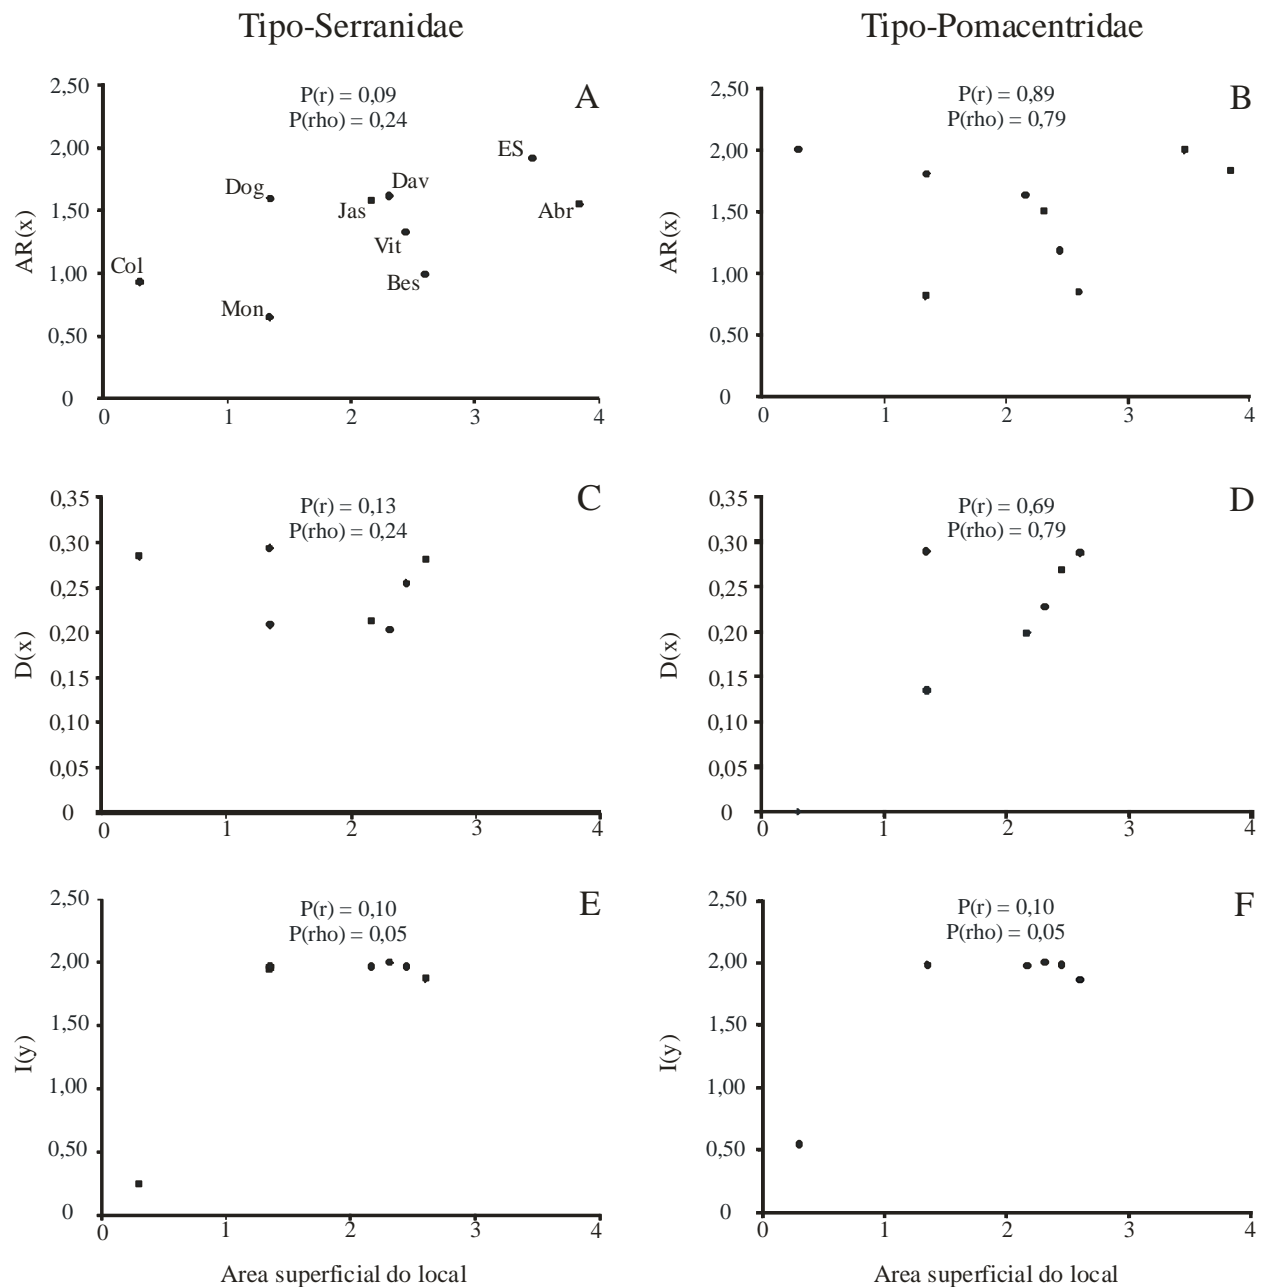 Tipo-Serranidae
Tipo-Pomacentridae
A
P(r) = 0,09
P(rho) = 0,24
AR(x)
2,50
2,00
1,50
1,00
0,50
0
0 1 2 3 4
Col
Dog
Mon
Jas
Dav
Vit
Bes
ES
Abr
B
P(r) = 0,89
P(rho) = 0,79
AR(x)
2,50
2,00
1,50
1,00
0,50
0
0 1 2 3 4
C
P(r) = 0,13
P(rho) = 0,24
D(x)
0,35
0,30
0,25
0,20
0,15
0,10
0,05
0
0 1 2 3 4
D
P(r) = 0,69
P(rho) = 0,79
D(x)
0,35
0,30
0,25
0,20
0,15
0,10
0,05
0
0 1 2 3 4
E
P(r) = 0,10
P(rho) = 0,05
I(y)
2,50
2,00
1,50
1,00
0,50
0
0 1 2 3 4
Area superficial do local
F
P(r) = 0,10
P(rho) = 0,05
I(y)
2,50
2,00
1,50
1,00
0,50
0
0 1 2 3 4
Area superficial do local